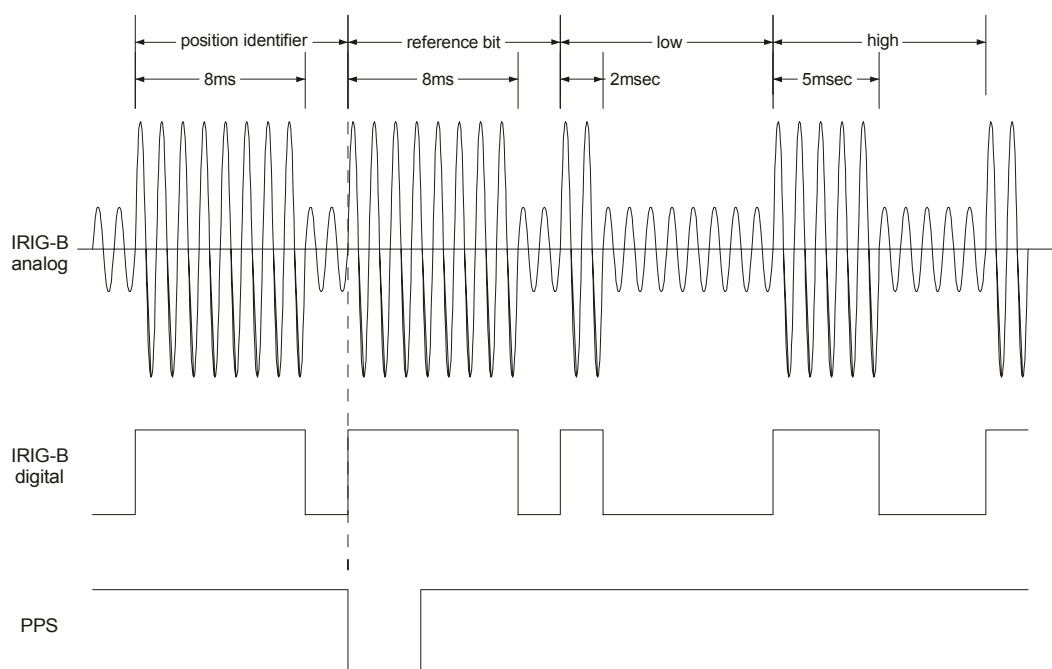 position identifier
reference bit
low
high
8ms
8ms
2msec
5msec
IRIG-B
analog
IRIG-B
digital
PPS